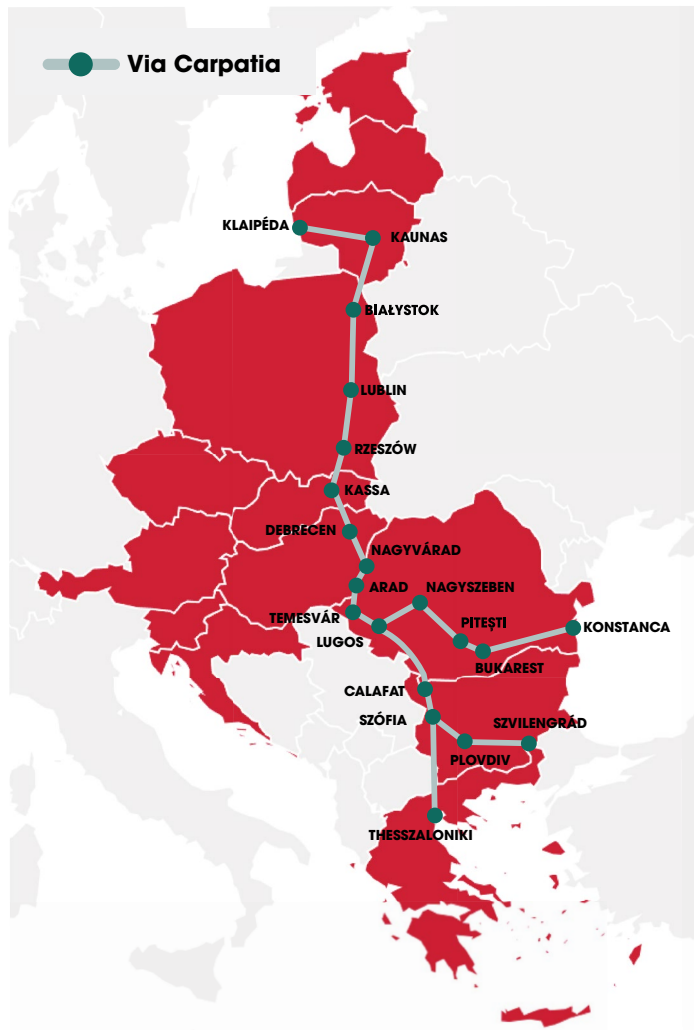 Via Carpatia
KLAIPÉDA
KAUNAS
BIAŁYSTOK
LUBLIN
RZESZÓW
KASSA
DEBRECEN
NAGYVÁRAD
ARAD
NAGYSZEBEN
TEMESVÁR
LUGOS
PITEȘTI
KONSTANCA
BUKAREST
CALAFAT
SZÓFIA
SZVILENGRÁD
PLOVDIV
THESSZALONIKI